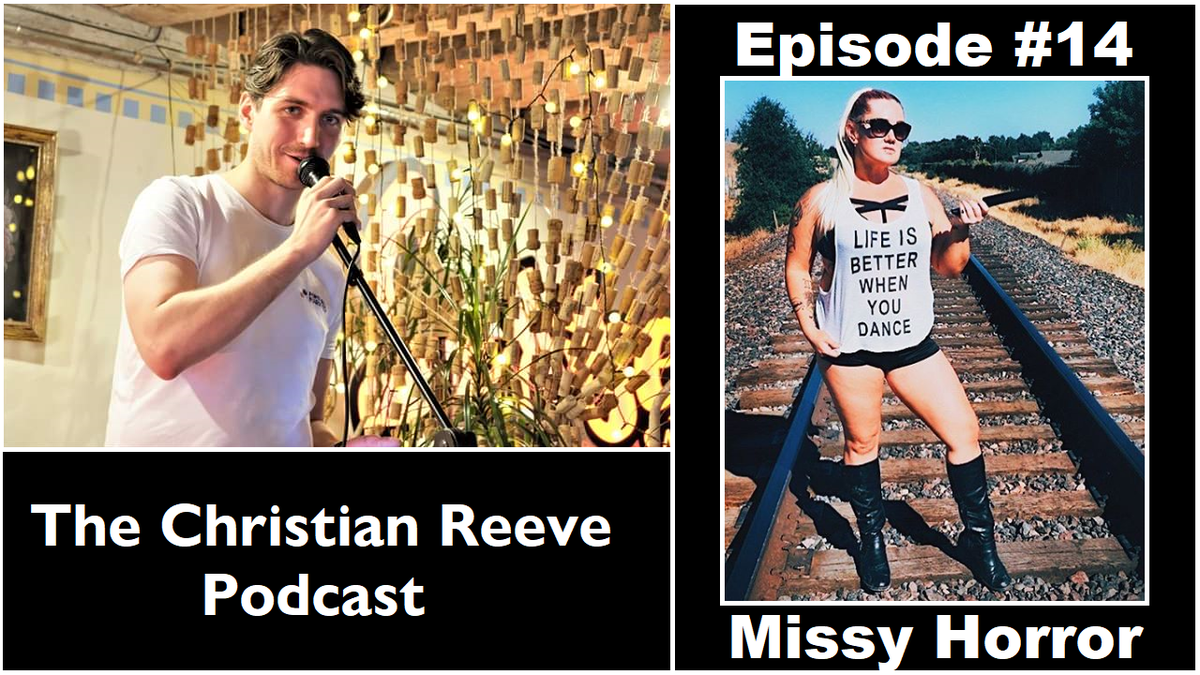 Episode #14
LIFE IS
BETTER
WHEN
YOU
DANCE
The Christian Reeve
Podcast
Missy Horror